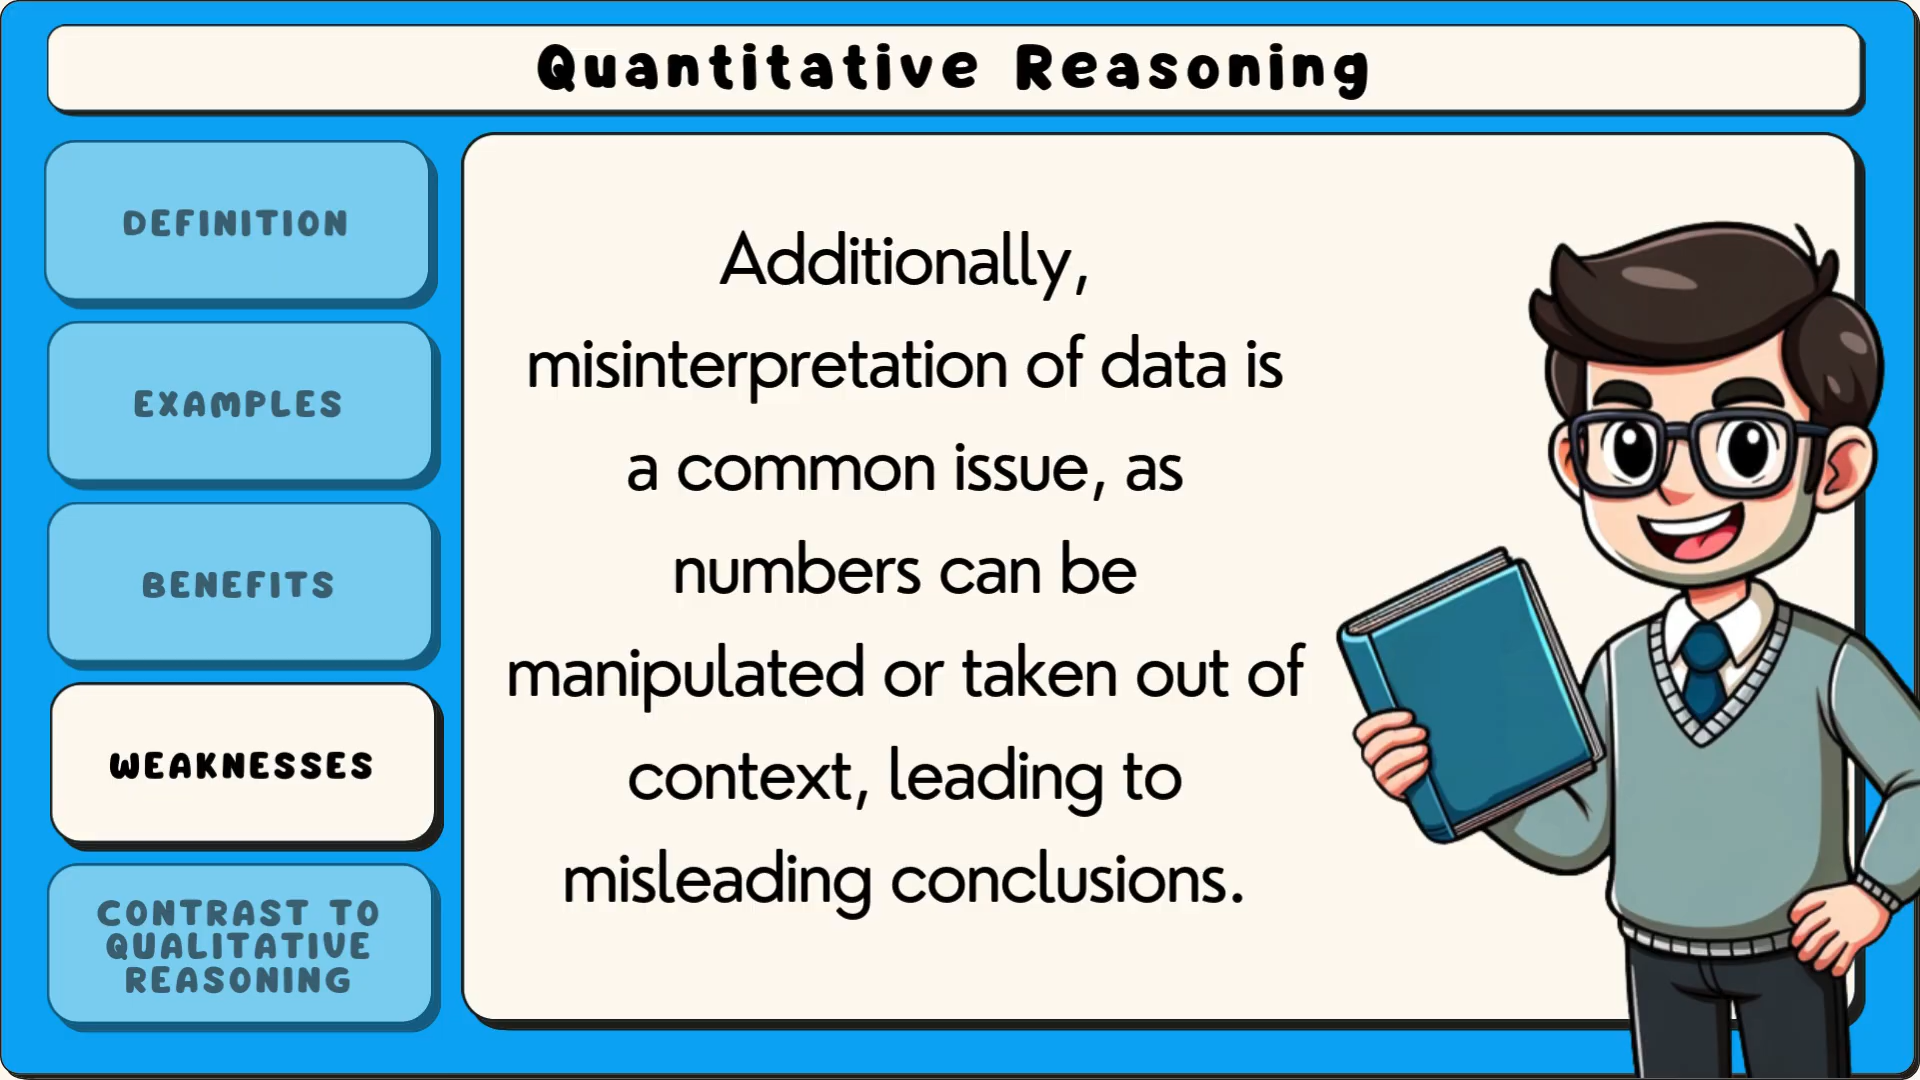 Quantitative Reasoning
DEFINITION
EXAMPLES
BENEFITS
WEAKNESSES
CONTRAST TO
QUALITATIVE
REASONING
Additionally,
misinterpretation of data is
a common issue, as
numbers can be
manipulated or taken out of
context, leading to
misleading conclusions.